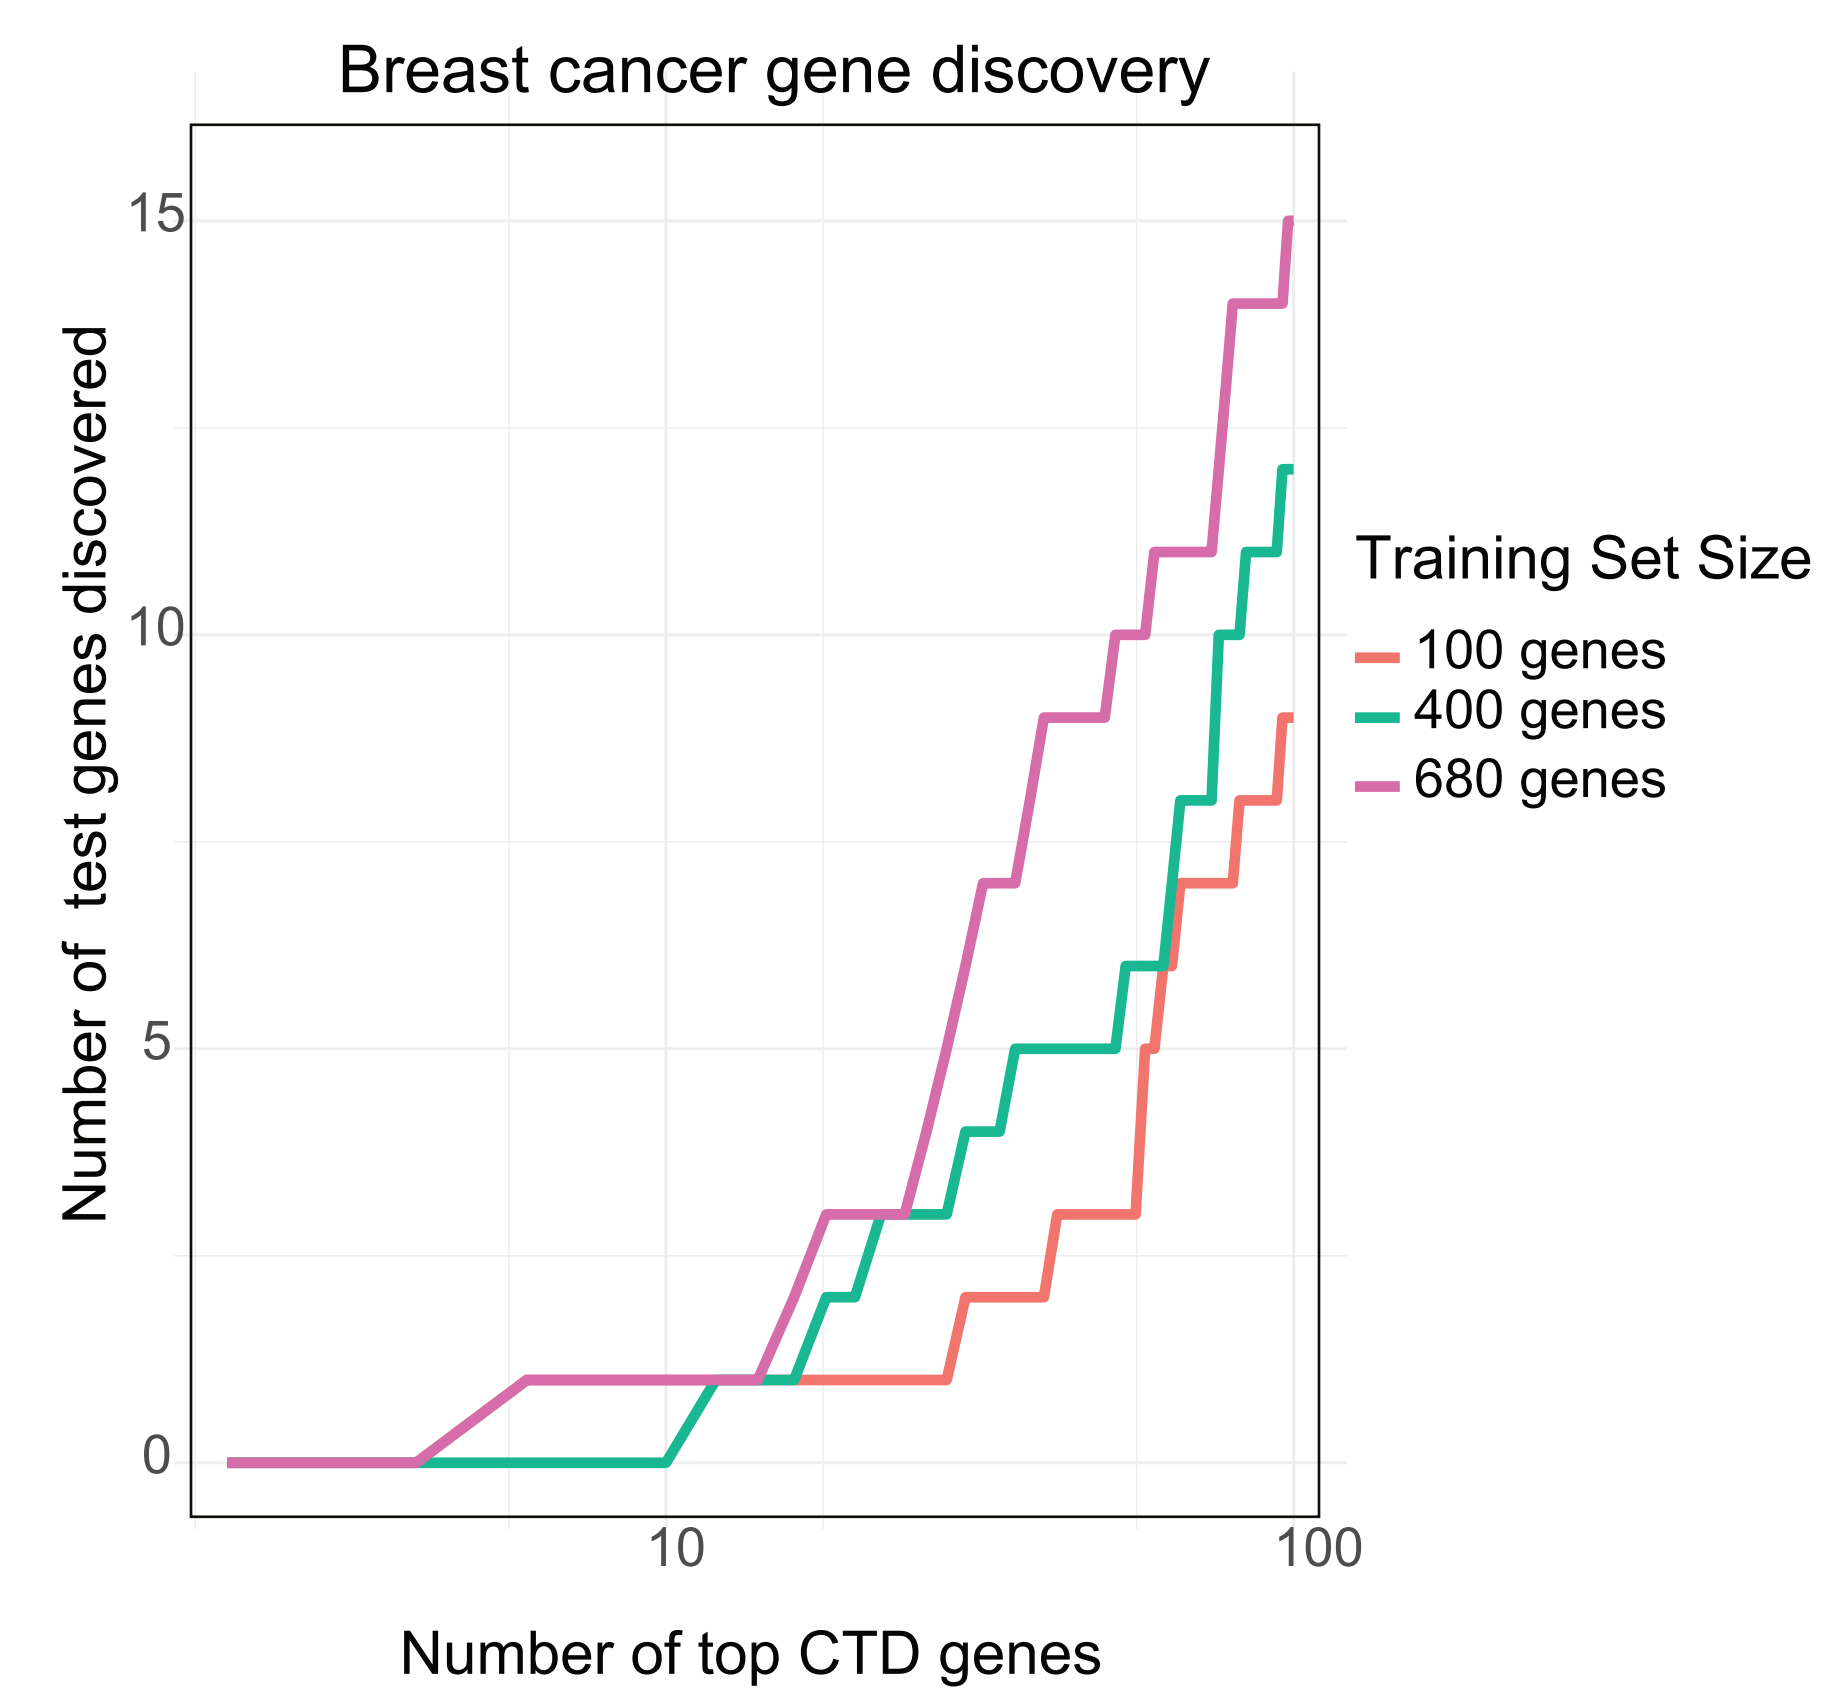 Breast cancer gene discovery
Number of test genes discovered
15
10
5
0
10
100
Number of top CTD genes
Training Set Size
100 genes
400 genes
680 genes